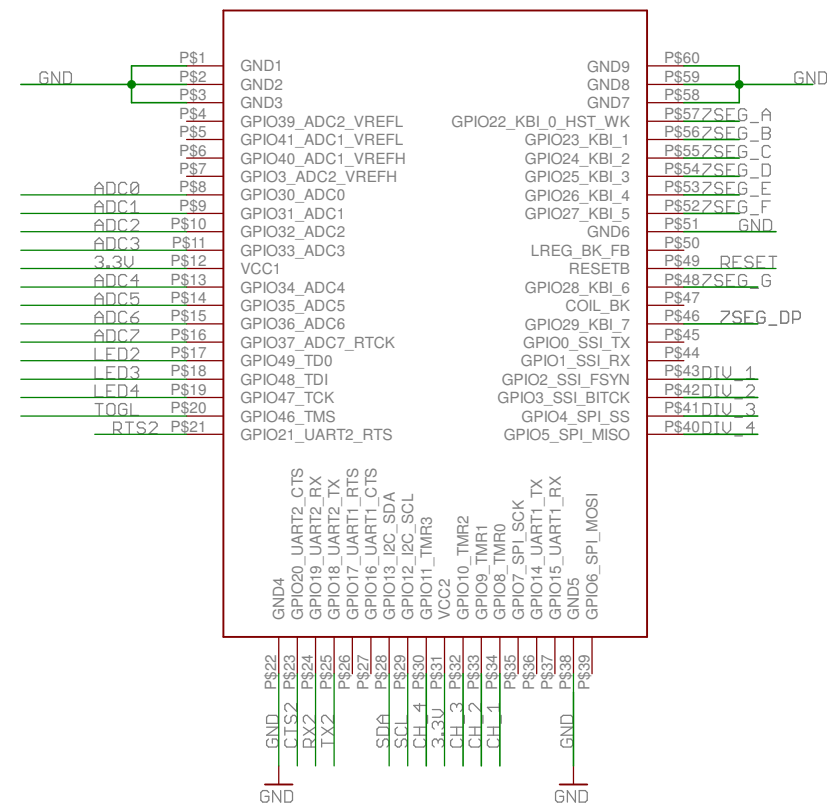 GND P$1 GND1
P$2 GND2
P$3 GND3
P$4 GPIO39_ADC2_VREFL
P$5 GPIO41_ADC1_VREFL
P$6 GPIO40_ADC1_VREFH
P$7 GPIO3_ADC2_VREFH
ADC0 P$8 GPIO30_ADC0
ADC1 P$9 GPIO31_ADC1
ADC2 P$10 GPIO32_ADC2
ADC3 P$11 GPIO33_ADC3
3.3V P$12 VCC1
ADC4 P$13 GPIO34_ADC4
ADC5 P$14 GPIO35_ADC5
ADC6 P$15 GPIO36_ADC6
ADC7 P$16 GPIO37_ADC7_RTCK
LED2 P$17 GPIO49_TD0
LED3 P$18 GPIO48_TDI
LED4 P$19 GPIO47_TCK
TOGL P$20 GPIO46_TMS
RTS2 P$21 GPIO21_UART2_RTS
GND9 P$60
GND8 P$59 GND
GND7 P$58
GPIO22_KBI_0_HST_WK P$57 7SEG_A
GPIO23_KBI_1 P$56 7SEG_B
GPIO24_KBI_2 P$55 7SEG_C
GPIO25_KBI_3 P$54 7SEG_D
GPIO26_KBI_4 P$53 7SEG_E
GPIO27_KBI_5 P$52 7SEG_F
GND6 P$51 GND
LREG_BK_FB P$50
RESETB P$49 RESET
GPIO28_KBI_6 P$48 7SEG_G
COIL_BK P$47
GPIO29_KBI_7 P$46 7SEG_DP
GPIO0_SSI_TX P$45
GPIO1_SSI_RX P$44
GPIO2_SSI_FSYN P$43 DIV_1
GPIO3_SSI_BITCK P$42 DIV_2
GPIO4_SPI_SS P$41 DIV_3
GPIO5_SPI_MISO P$40 DIV_4
GND4 P$22 GND
GPIO20_UART2_CTS P$23 CTS2
GPIO19_UART2_RX P$24 RX2
GPIO18_UART2_TX P$25 TX2
GPIO17_UART1_RTS P$26
GPIO16_UART1_CTS P$27
GPIO13_I2C_SDA P$28 SDA
GPIO12_I2C_SCL P$29 SCL
GPIO11_TMR3 P$30 CH_4
VCC2 P$31 3.3V
GPIO10_TMR2 P$32 CH_3
GPIO9_TMR1 P$33 CH_2
GPIO8_TMR0 P$34 CH_1
GPIO7_SPI_SCK P$35
GPIO14_UART1_TX P$36
GPIO15_UART1_RX P$37
GND5 P$38 GND
GPIO6_SPI_MOSI P$39
GND
GND